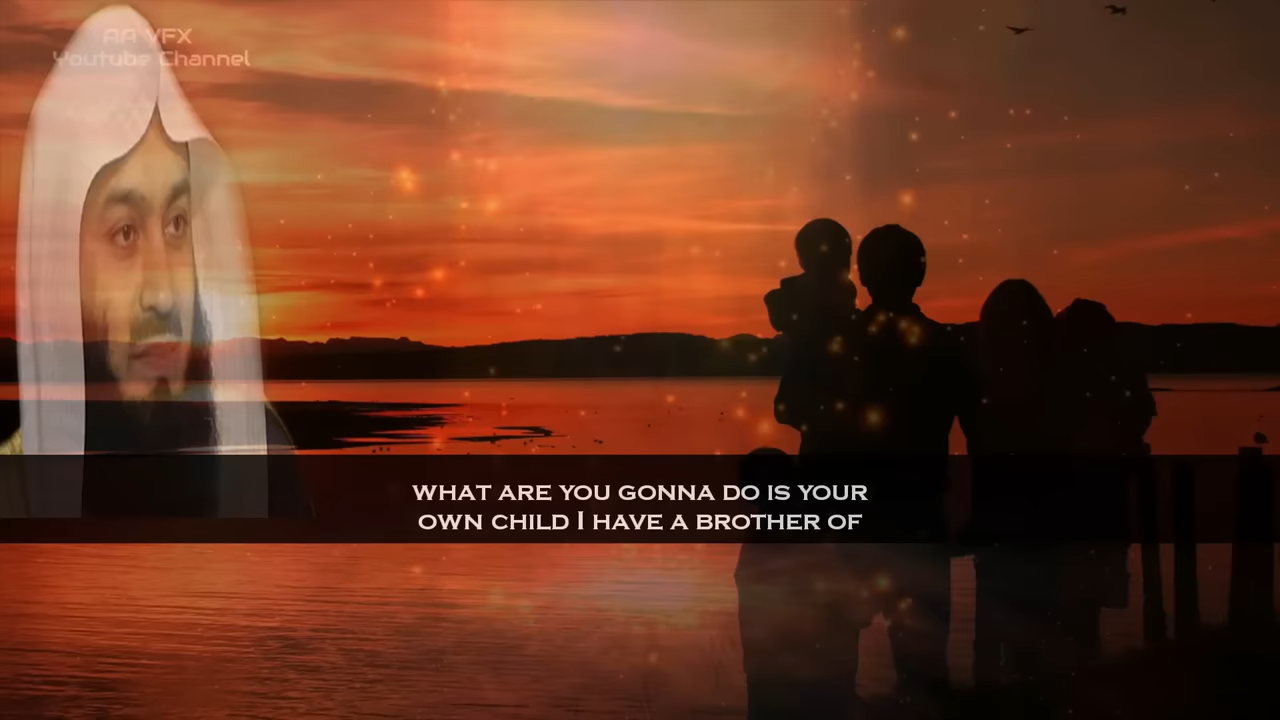 AA VFX
Youtube Channel
WHAT ARE YOU GONNA DO IS YOUR
OWN CHILD I HAVE A BROTHER OF